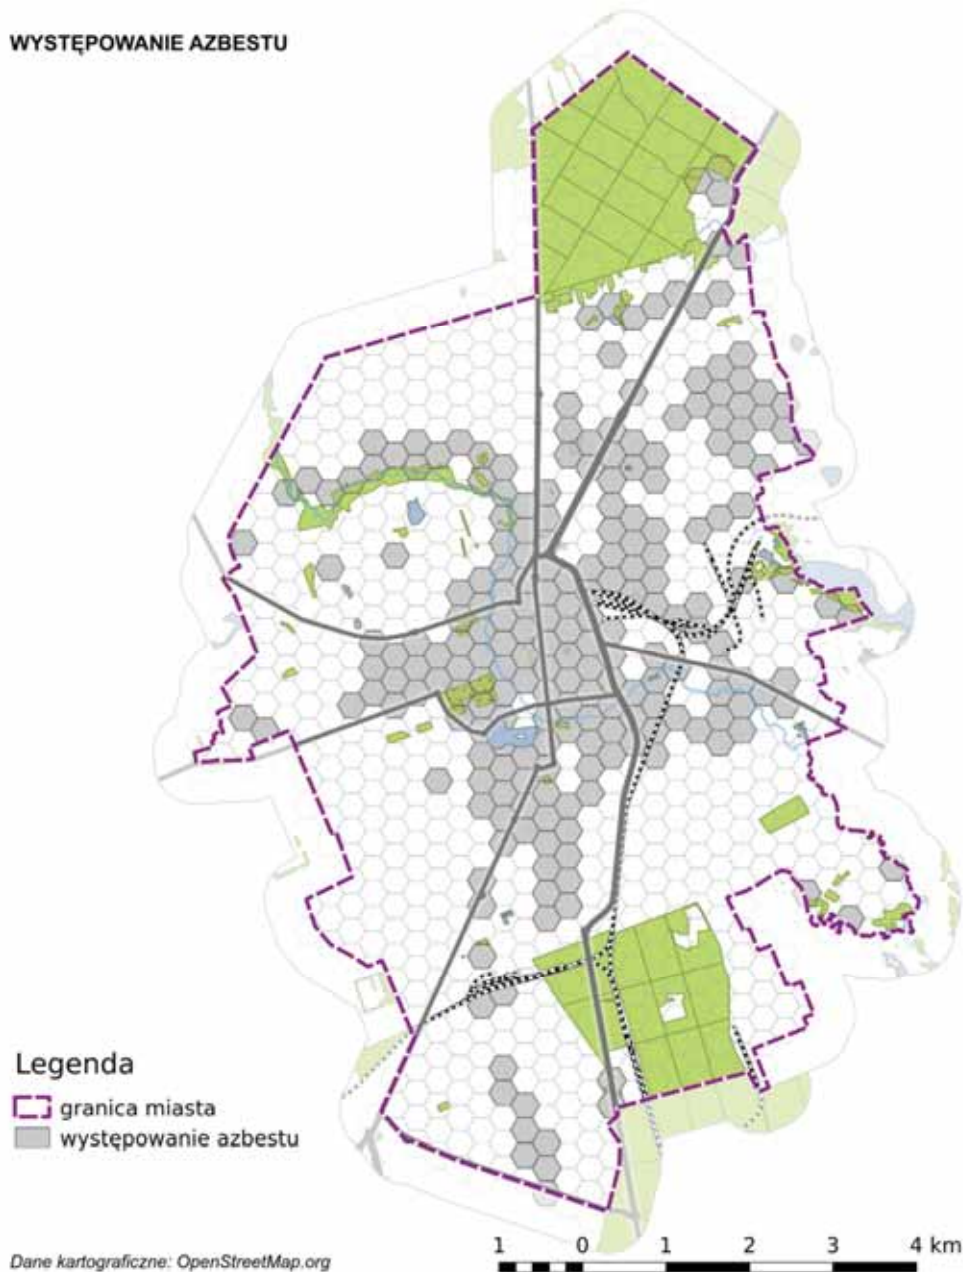 WYSTĘPOWANIE AZBESTU
Legenda
granica miasta
występowanie azbestu
Dane kartograficzne: OpenStreetMap.org
1 0 1 2 3 4 km